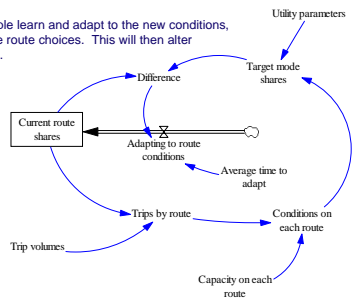 Utility parameters
ple learn and adapt to the new conditions,
e route choices. This will then alter
.
Target mode
shares
Difference
Current route
shares
Adapting to route
conditions
Average time to
adapt
Trips by route
Conditions on
each route
Trip volumes
Capacity on each
route